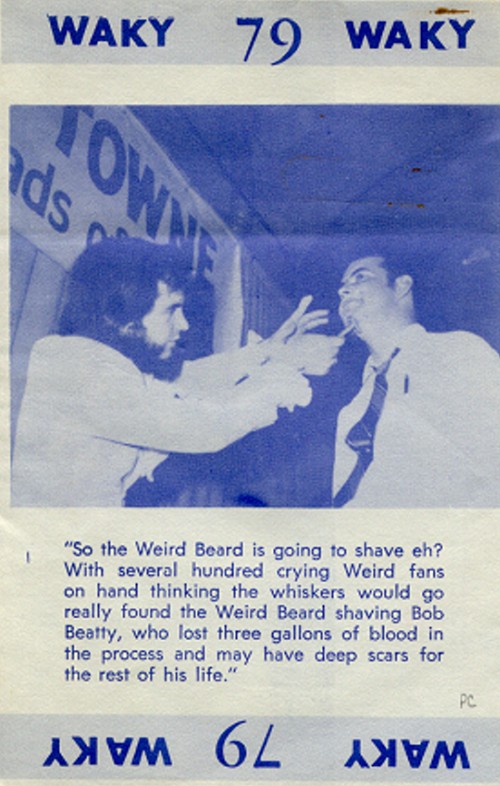 WAKY 79 WAKY
TOWNE
ads
"So the Weird Beard is going to shave eh?
With several hundred crying Weird fans
on hand thinking the whiskers would go
really found the Weird Beard shaving Bob
Beatty, who lost three gallons of blood in
the process and may have deep scars for
the rest of his life."
PC
WAKY 79 WAKY